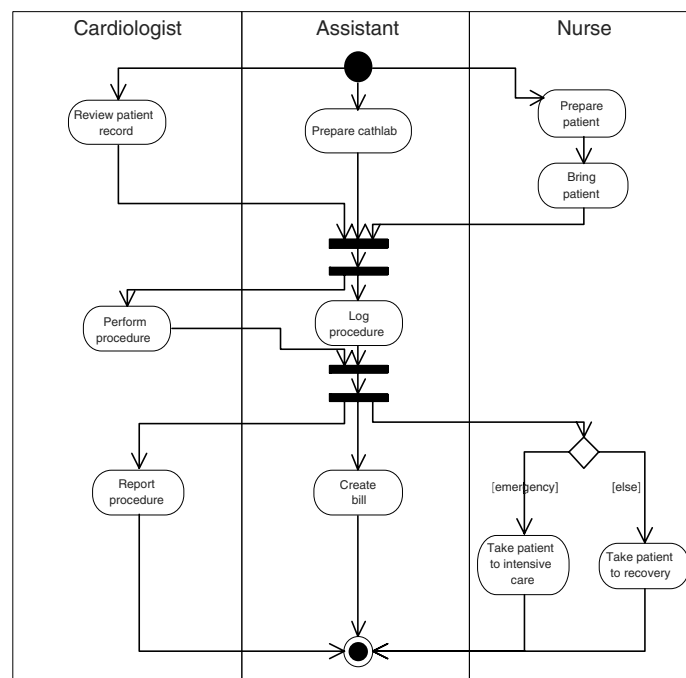 Cardiologist
Assistant
Nurse
Review patient
record
Prepare cathlab
Prepare
patient
Bring
patient
Perform
procedure
Log
procedure
[emergency]
[else]
Report
procedure
Create
bill
Take patient
to intensive
care
Take patient
to recovery